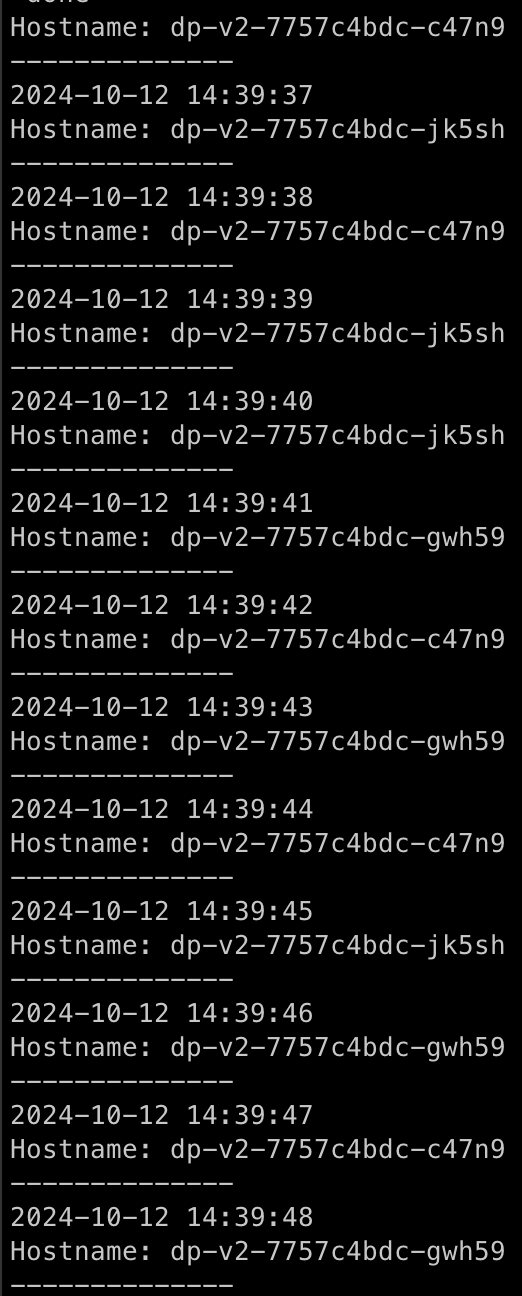 done
Hostname: dp-v2-7757c4bdc-c47n9
--------------
2024-10-12 14:39:37
Hostname: dp-v2-7757c4bdc-jk5sh
--------------
2024-10-12 14:39:38
Hostname: dp-v2-7757c4bdc-c47n9
--------------
2024-10-12 14:39:39
Hostname: dp-v2-7757c4bdc-jk5sh
--------------
2024-10-12 14:39:40
Hostname: dp-v2-7757c4bdc-jk5sh
--------------
2024-10-12 14:39:41
Hostname: dp-v2-7757c4bdc-gwh59
--------------
2024-10-12 14:39:42
Hostname: dp-v2-7757c4bdc-c47n9
--------------
2024-10-12 14:39:43
Hostname: dp-v2-7757c4bdc-gwh59
--------------
2024-10-12 14:39:44
Hostname: dp-v2-7757c4bdc-c47n9
--------------
2024-10-12 14:39:45
Hostname: dp-v2-7757c4bdc-jk5sh
--------------
2024-10-12 14:39:46
Hostname: dp-v2-7757c4bdc-gwh59
--------------
2024-10-12 14:39:47
Hostname: dp-v2-7757c4bdc-c47n9
--------------
2024-10-12 14:39:48
Hostname: dp-v2-7757c4bdc-gwh59
--------------